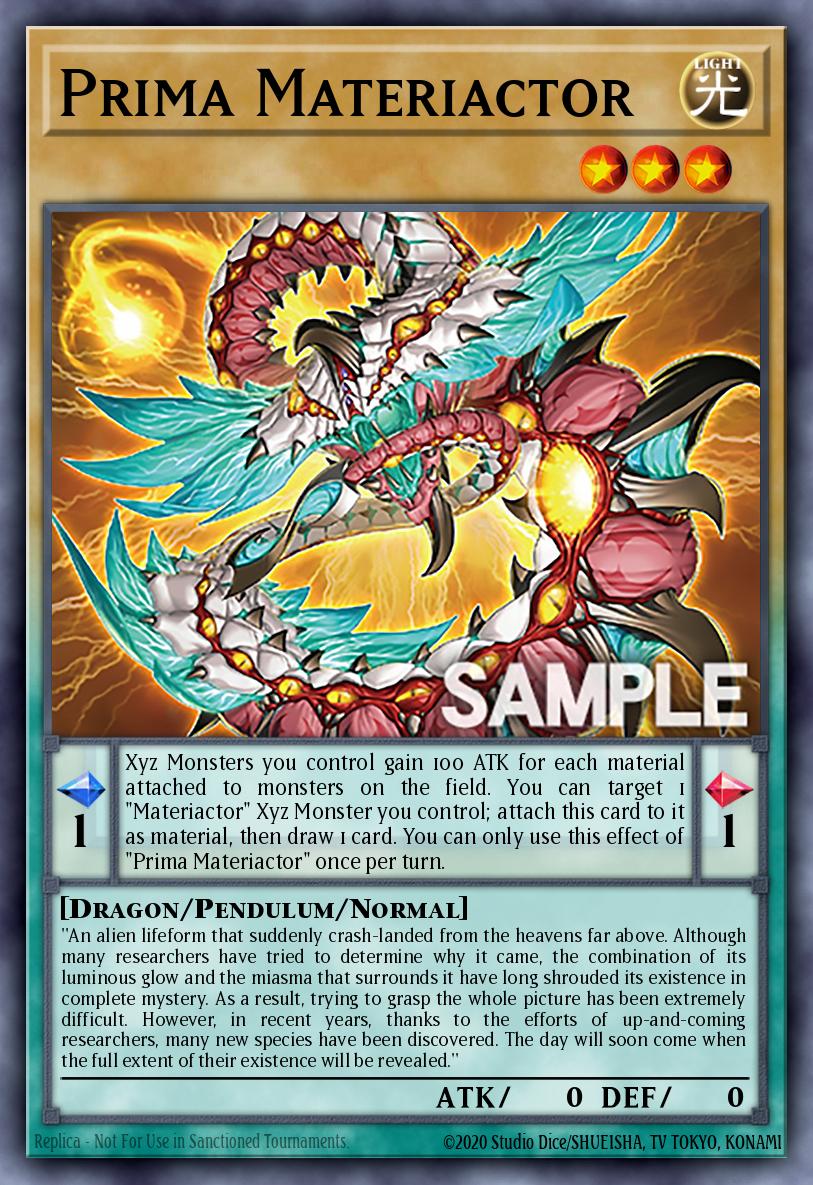 Prima Materiactor
LIGHT
光
SAMPLE
Xyz Monsters you control gain 100 ATK for each material
attached to monsters on the field. You can target 1
"Materiactor" Xyz Monster you control; attach this card to it
as material, then draw 1 card. You can only use this effect of
"Prima Materiactor" once per turn.
1
1
[Dragon/Pendulum/Normal]
"An alien lifeform that suddenly crash-landed from the heavens far above. Although
many researchers have tried to determine why it came, the combination of its
luminous glow and the miasma that surrounds it have long shrouded its existence in
complete mystery. As a result, trying to grasp the whole picture has been extremely
difficult. However, in recent years, thanks to the efforts of up-and-coming
researchers, many new species have been discovered. The day will soon come when
the full extent of their existence will be revealed."
ATK/ 0 DEF/ 0
Replica - Not For Use in Sanctioned Tournaments.
©2020 Studio Dice/SHUEISHA, TV TOKYO, KONAMI